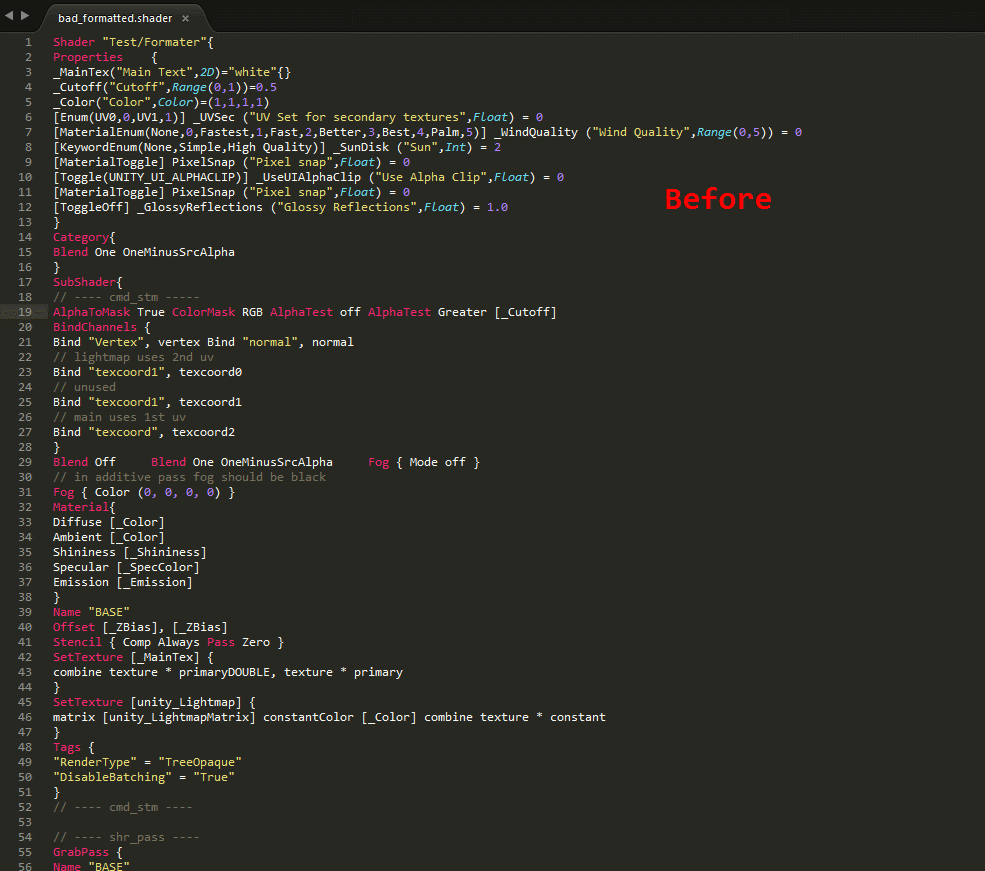 bad_formatted.shader ×
1 Shader "Test/Formater"{
2 Properties    {
3 _MainTex("Main Text",2D)="white"{}
4 _Cutoff("Cutoff",Range(0,1))=0.5
5 _Color("Color",Color)=(1,1,1,1)
6 [Enum(UV0,0,UV1,1)] _UVSec ("UV Set for secondary textures",Float) = 0
7 [MaterialEnum(None,0,Fastest,1,Fast,2,Better,3,Best,4,Palm,5)] _WindQuality ("Wind Quality",Range(0,5)) = 0
8 [KeywordEnum(None,Simple,High Quality)] _SunDisk ("Sun",Int) = 2
9 [MaterialToggle] PixelSnap ("Pixel snap",Float) = 0
10 [Toggle(UNITY_UI_ALPHACLIP)] _UseUIAlphaClip ("Use Alpha Clip",Float) = 0
11 [MaterialToggle] PixelSnap ("Pixel snap",Float) = 0
12 [ToggleOff] _GlossyReflections ("Glossy Reflections",Float) = 1.0
Before
13 }
14 Category{
15 Blend One OneMinusSrcAlpha
16 }
17 SubShader{
18 // ---- cmd_stm -----
19 AlphaToMask True ColorMask RGB AlphaTest off AlphaTest Greater [_Cutoff]
20 BindChannels {
21 Bind "Vertex", vertex Bind "normal", normal
22 // lightmap uses 2nd uv
23 Bind "texcoord1", texcoord0
24 // unused
25 Bind "texcoord1", texcoord1
26 // main uses 1st uv
27 Bind "texcoord", texcoord2
28 }
29 Blend Off     Blend One OneMinusSrcAlpha     Fog { Mode off }
30 // in additive pass fog should be black
31 Fog { Color (0, 0, 0, 0) }
32 Material{
33 Diffuse [_Color]
34 Ambient [_Color]
35 Shininess [_Shininess]
36 Specular [_SpecColor]
37 Emission [_Emission]
38 }
39 Name "BASE"
40 Offset [_ZBias], [_ZBias]
41 Stencil { Comp Always Pass Zero }
42 SetTexture [_MainTex] {
43 combine texture * primaryDOUBLE, texture * primary
44 }
45 SetTexture [unity_Lightmap] {
46 matrix [unity_LightmapMatrix] constantColor [_Color] combine texture * constant
47 }
48 Tags {
49 "RenderType" = "TreeOpaque"
50 "DisableBatching" = "True"
51 }
52 // ---- cmd_stm ----
53
54 // ---- shr_pass ----
55 GrabPass {
56 Name "BASE"